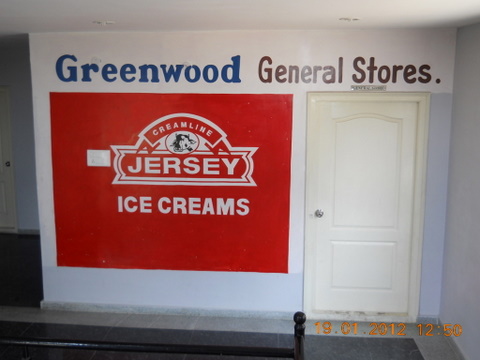 Greenwood General Stores.
CREAMLINE
JERSEY
ICE CREAMS
19.01.2012 12:50